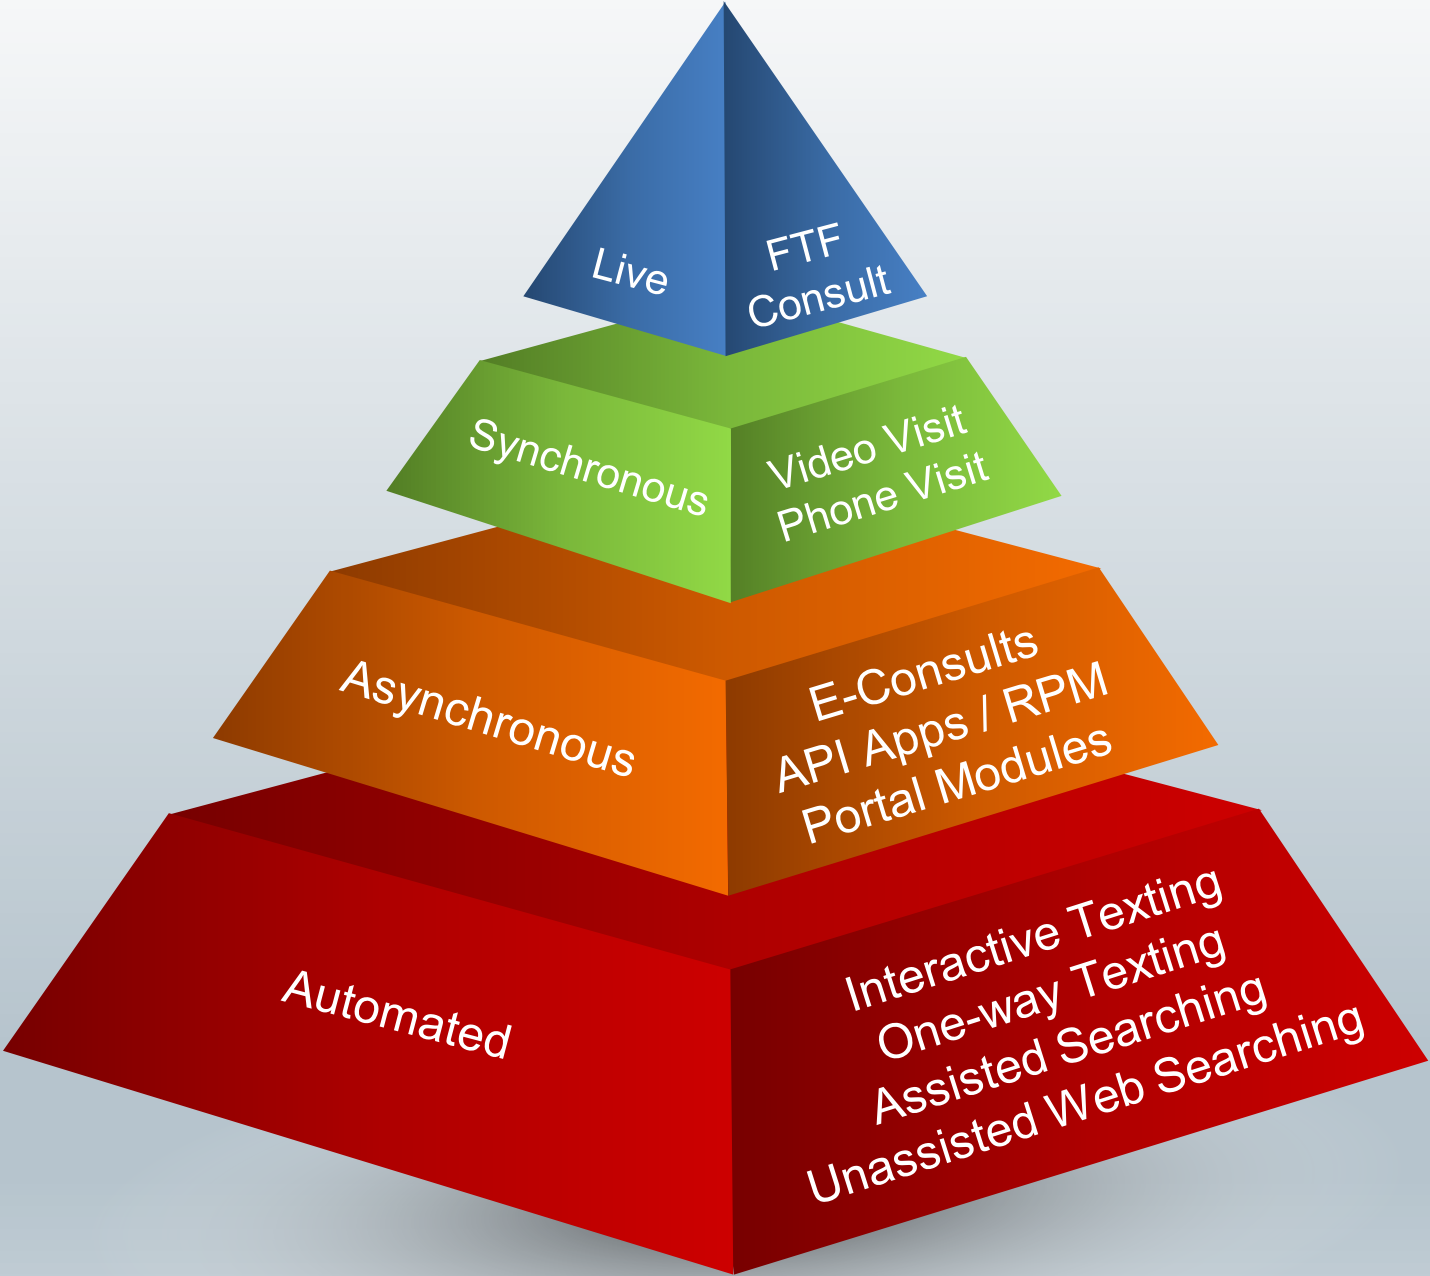 Live
FTF
Consult
Synchronous
Video Visit
Phone Visit
Asynchronous
E-Consults
API Apps / RPM
Portal Modules
Automated
Interactive Texting
One-way Texting
Assisted Searching
Unassisted Web Searching